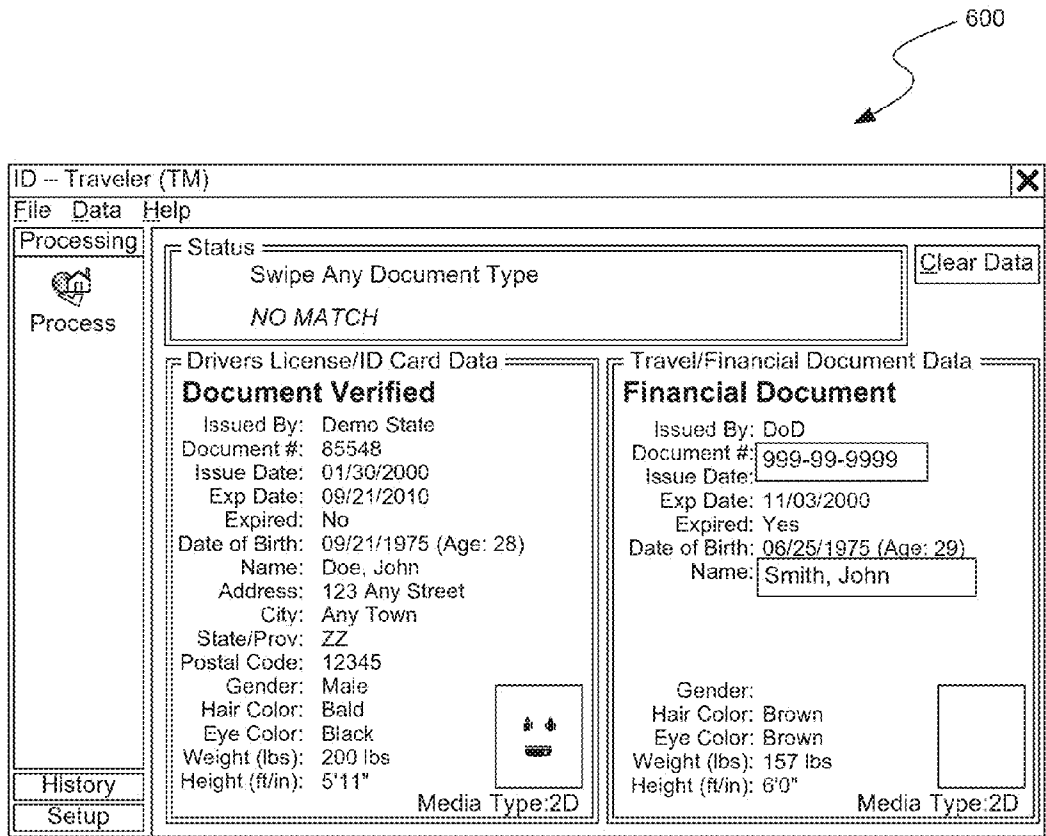 600
ID -- Traveler (TM)
File Data Help
Processing
Process
History
Setup
Status
Swipe Any Document Type
NO MATCH
Clear Data
Drivers License/ID Card Data
Document Verified
Issued By: Demo State
Document #: 85548
Issue Date: 01/30/2000
Exp Date: 09/21/2010
Expired: No
Date of Birth: 09/21/1975 (Age: 28)
Name: Doe, John
Address: 123 Any Street
City: Any Town
State/Prov: ZZ
Postal Code: 12345
Gender: Male
Hair Color: Bald
Eye Color: Black
Weight (lbs): 200 lbs
Height (ft/in): 5'11"
Media Type:2D
Travel/Financial Document Data
Financial Document
Issued By: DoD
Document #: 999-99-9999
Issue Date:
Exp Date: 11/03/2000
Expired: Yes
Date of Birth: 06/25/1975 (Age: 29)
Name: Smith, John
Gender:
Hair Color: Brown
Eye Color: Brown
Weight (lbs): 157 lbs
Height (ft/in): 6'0"
Media Type:2D